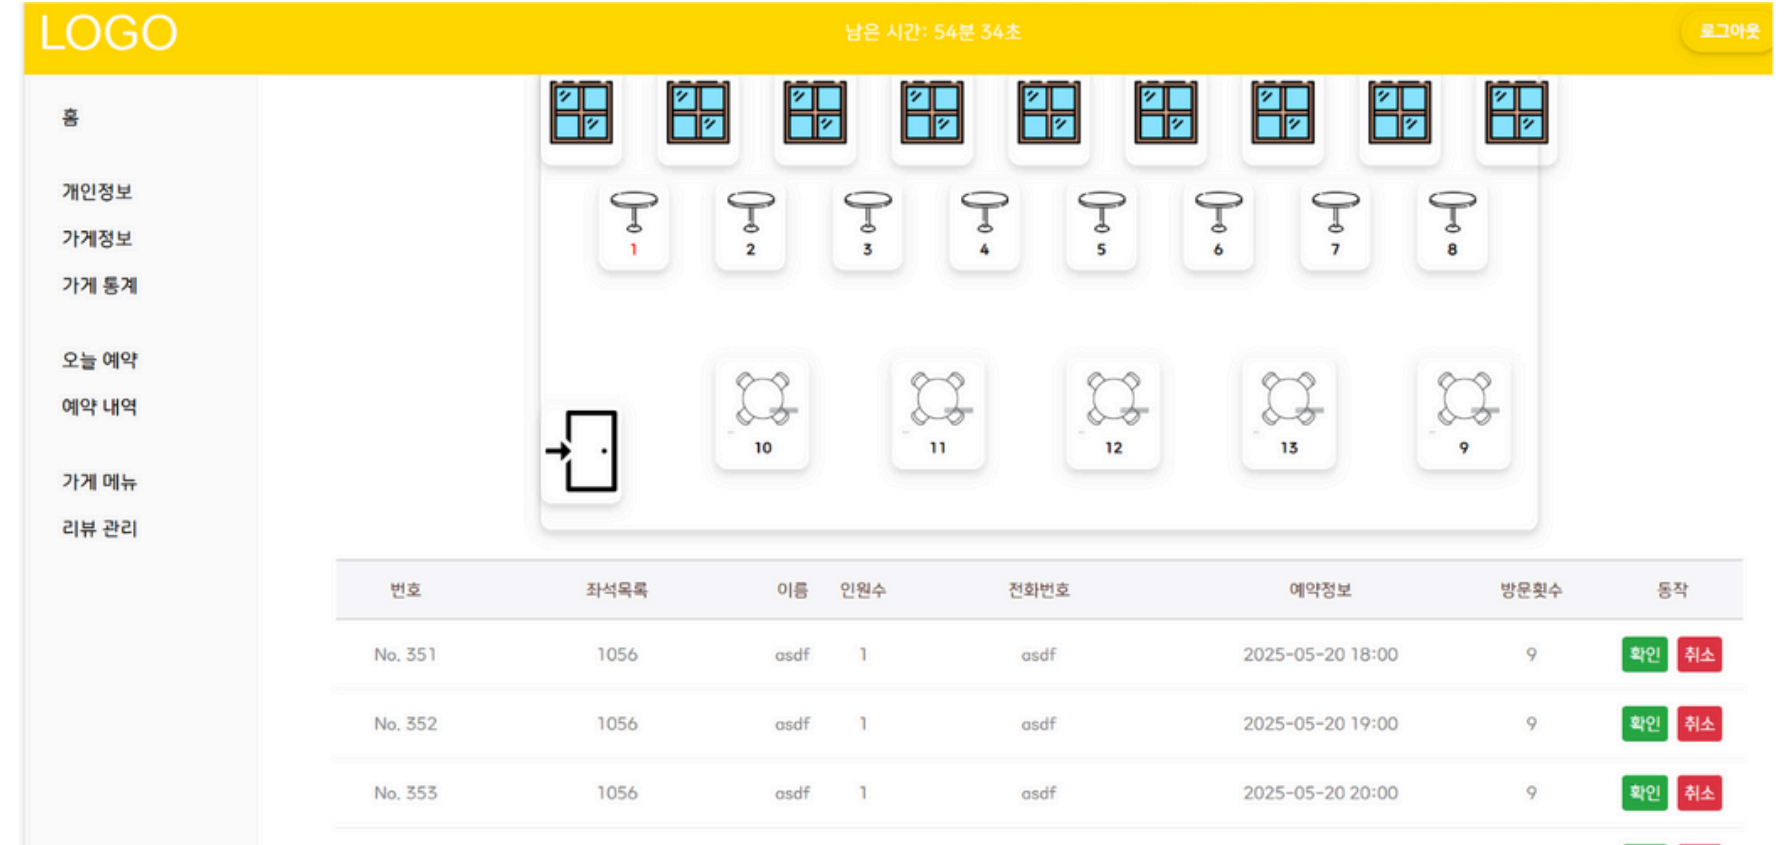 LOGO
남은 시간: 54분 34초
로그아웃
홈
개인정보
가게정보
가게 통계
오늘 예약
예약 내역
가게 메뉴
리뷰 관리
1 2 3 4 5 6 7 8
10 11 12 13 9
번호 좌석목록 이름 인원수 전화번호 예약정보 방문횟수 동작
No. 351 1056 asdf 1 asdf 2025-05-20 18:00 9 확인 취소
No. 352 1056 asdf 1 asdf 2025-05-20 19:00 9 확인 취소
No. 353 1056 asdf 1 asdf 2025-05-20 20:00 9 확인 취소